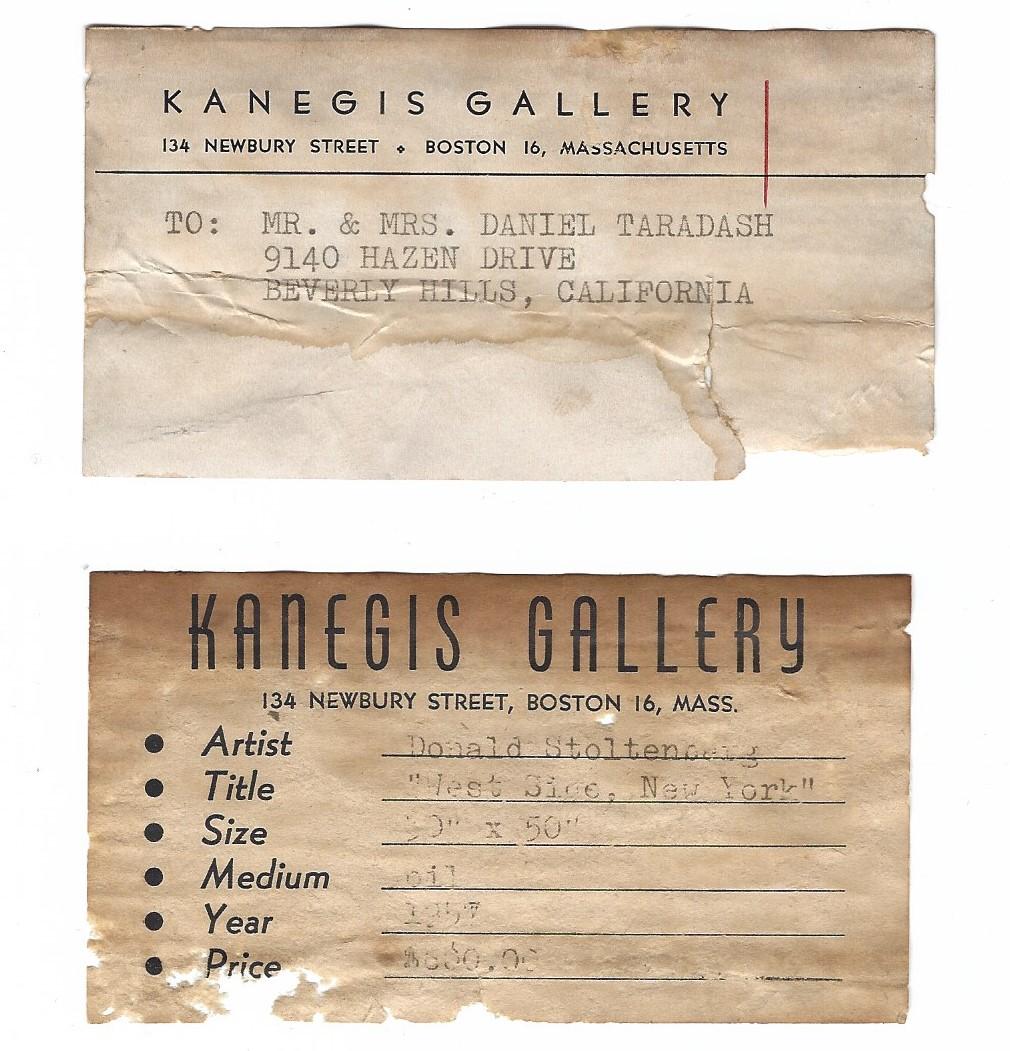 KANEGIS GALLERY
134 NEWBURY STREET ⬥ BOSTON 16, MASSACHUSETTS
TO: MR. & MRS. DANIEL TARADASH
9140 HAZEN DRIVE
BEVERLY HILLS, CALIFORNIA
KANEGIS GALLERY
134 NEWBURY STREET, BOSTON 16, MASS.
● Artist Donald Stoltenberg
● Title "West Side, New York"
● Size x 50"
● Medium oil
● Year 1957
● Price